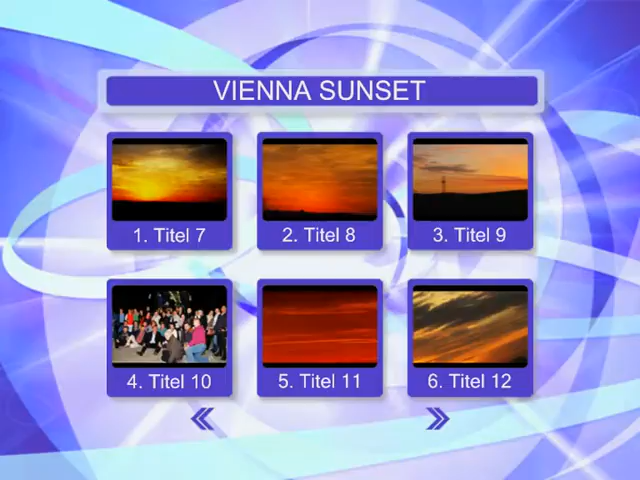 VIENNA SUNSET
1. Titel 7
2. Titel 8
3. Titel 9
4. Titel 10
5. Titel 11
6. Titel 12